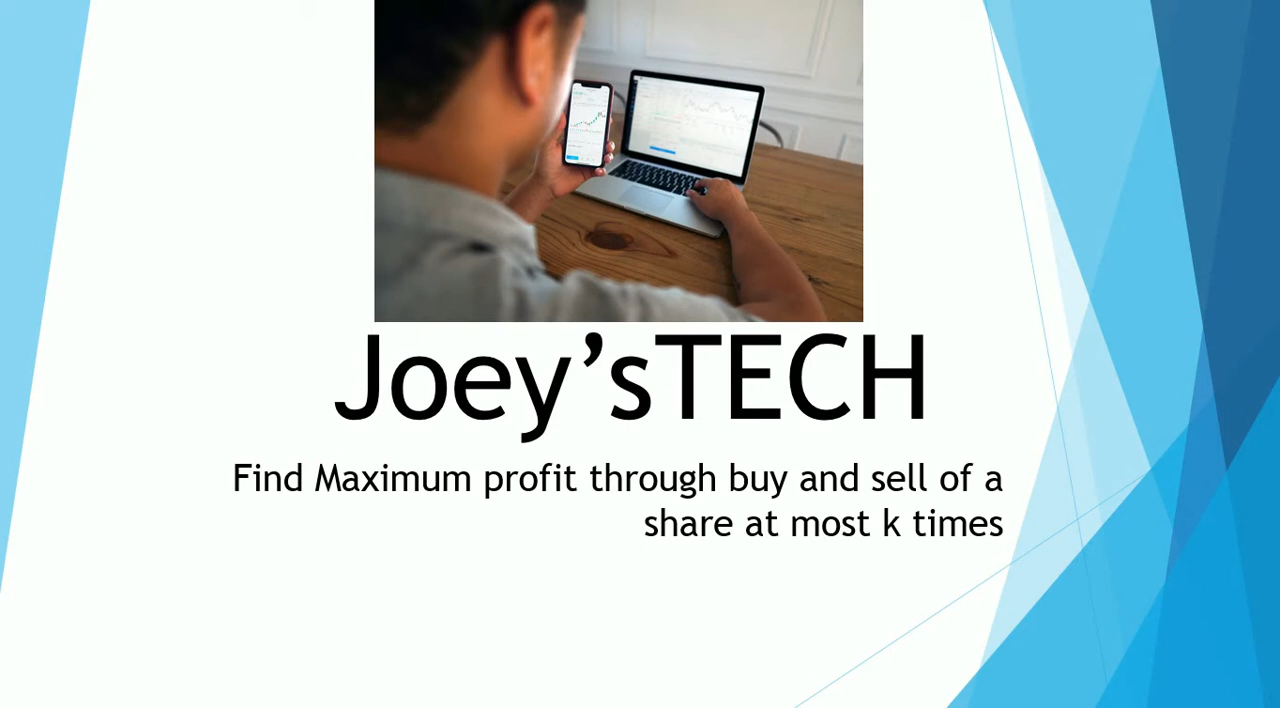 Joey’sTECH
Find Maximum profit through buy and sell of a
share at most k times